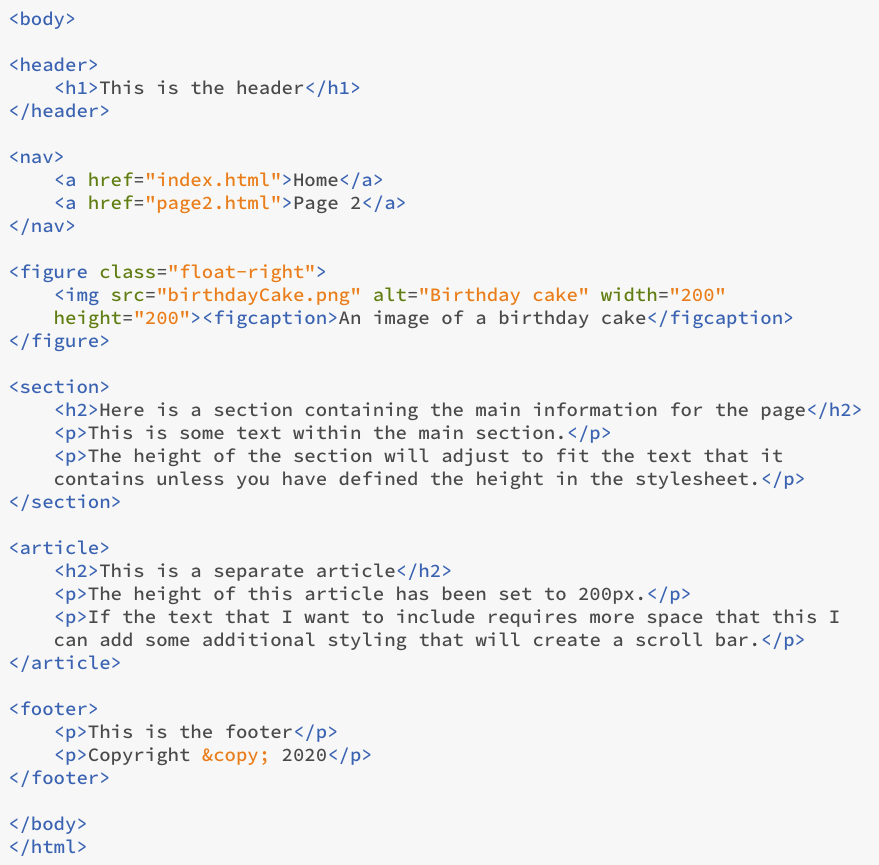 <body>
<header>
<h1>This is the header</h1>
</header>
<nav>
<a href="index.html">Home</a>
<a href="page2.html">Page 2</a>
</nav>
<figure class="float-right">
<img src="birthdayCake.png" alt="Birthday cake" width="200"
height="200"><figcaption>An image of a birthday cake</figcaption>
</figure>
<section>
<h2>Here is a section containing the main information for the page</h2>
<p>This is some text within the main section.</p>
<p>The height of the section will adjust to fit the text that it
contains unless you have defined the height in the stylesheet.</p>
</section>
<article>
<h2>This is a separate article</h2>
<p>The height of this article has been set to 200px.</p>
<p>If the text that I want to include requires more space that this I
can add some additional styling that will create a scroll bar.</p>
</article>
<footer>
<p>This is the footer</p>
<p>Copyright &copy; 2020</p>
</footer>
</body>
</html>